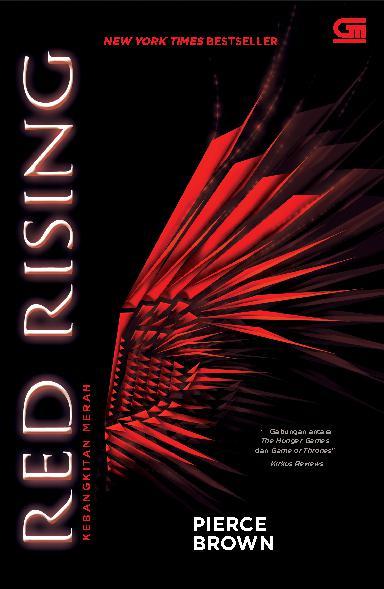 NEW YORK TIMES BESTSELLER
GM
RED RISING
KEBANGKITAN MERAH
"Gabungan antara
The Hunger Games
dan Game of Thrones"
Kirkus Reviews
PIERCE
BROWN